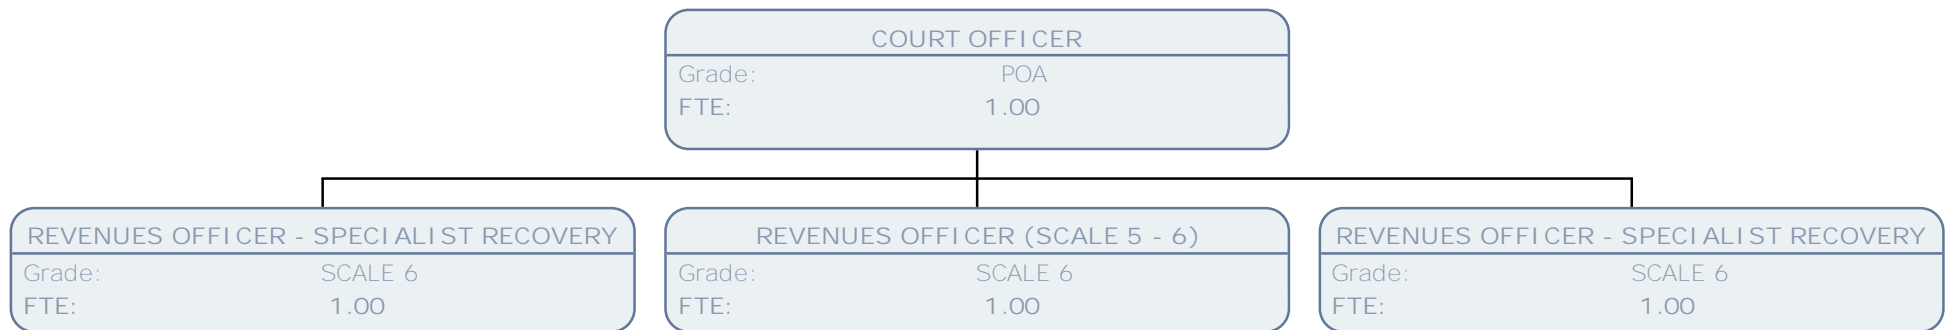 COURT OFFICER
Grade: POA
FTE: 1.00
REVENUES OFFICER - SPECIALIST RECOVERY
Grade: SCALE 6
FTE: 1.00
REVENUES OFFICER (SCALE 5 - 6)
Grade: SCALE 6
FTE: 1.00
REVENUES OFFICER - SPECIALIST RECOVERY
Grade: SCALE 6
FTE: 1.00